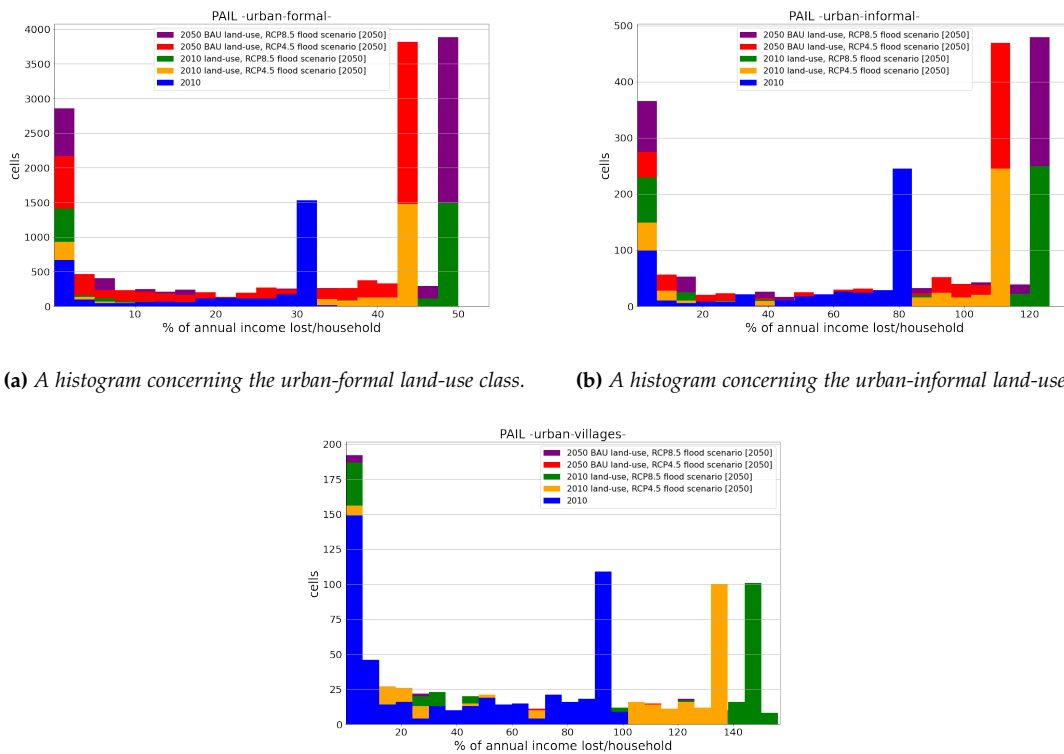 PAIL -urban-formal-
4000
3500
3000
2500
2000
1500
1000
500
0
cells
2050 BAU land-use, RCP8.5 flood scenario [2050]
2050 BAU land-use, RCP4.5 flood scenario [2050]
2010 land-use, RCP8.5 flood scenario [2050]
2010 land-use, RCP4.5 flood scenario [2050]
2010
10 20 30 40 50
% of annual income lost/household
PAIL -urban-informal-
500
400
300
200
100
0
cells
2050 BAU land-use, RCP8.5 flood scenario [2050]
2050 BAU land-use, RCP4.5 flood scenario [2050]
2010 land-use, RCP8.5 flood scenario [2050]
2010 land-use, RCP4.5 flood scenario [2050]
2010
20 40 60 80 100 120
% of annual income lost/household
(a) A histogram concerning the urban-formal land-use class.
(b) A histogram concerning the urban-informal land-use
PAIL -urban-villages-
200
175
150
125
100
75
50
25
0
cells
2050 BAU land-use, RCP8.5 flood scenario [2050]
2050 BAU land-use, RCP4.5 flood scenario [2050]
2010 land-use, RCP8.5 flood scenario [2050]
2010 land-use, RCP4.5 flood scenario [2050]
2010
20 40 60 80 100 120 140
% of annual income lost/household